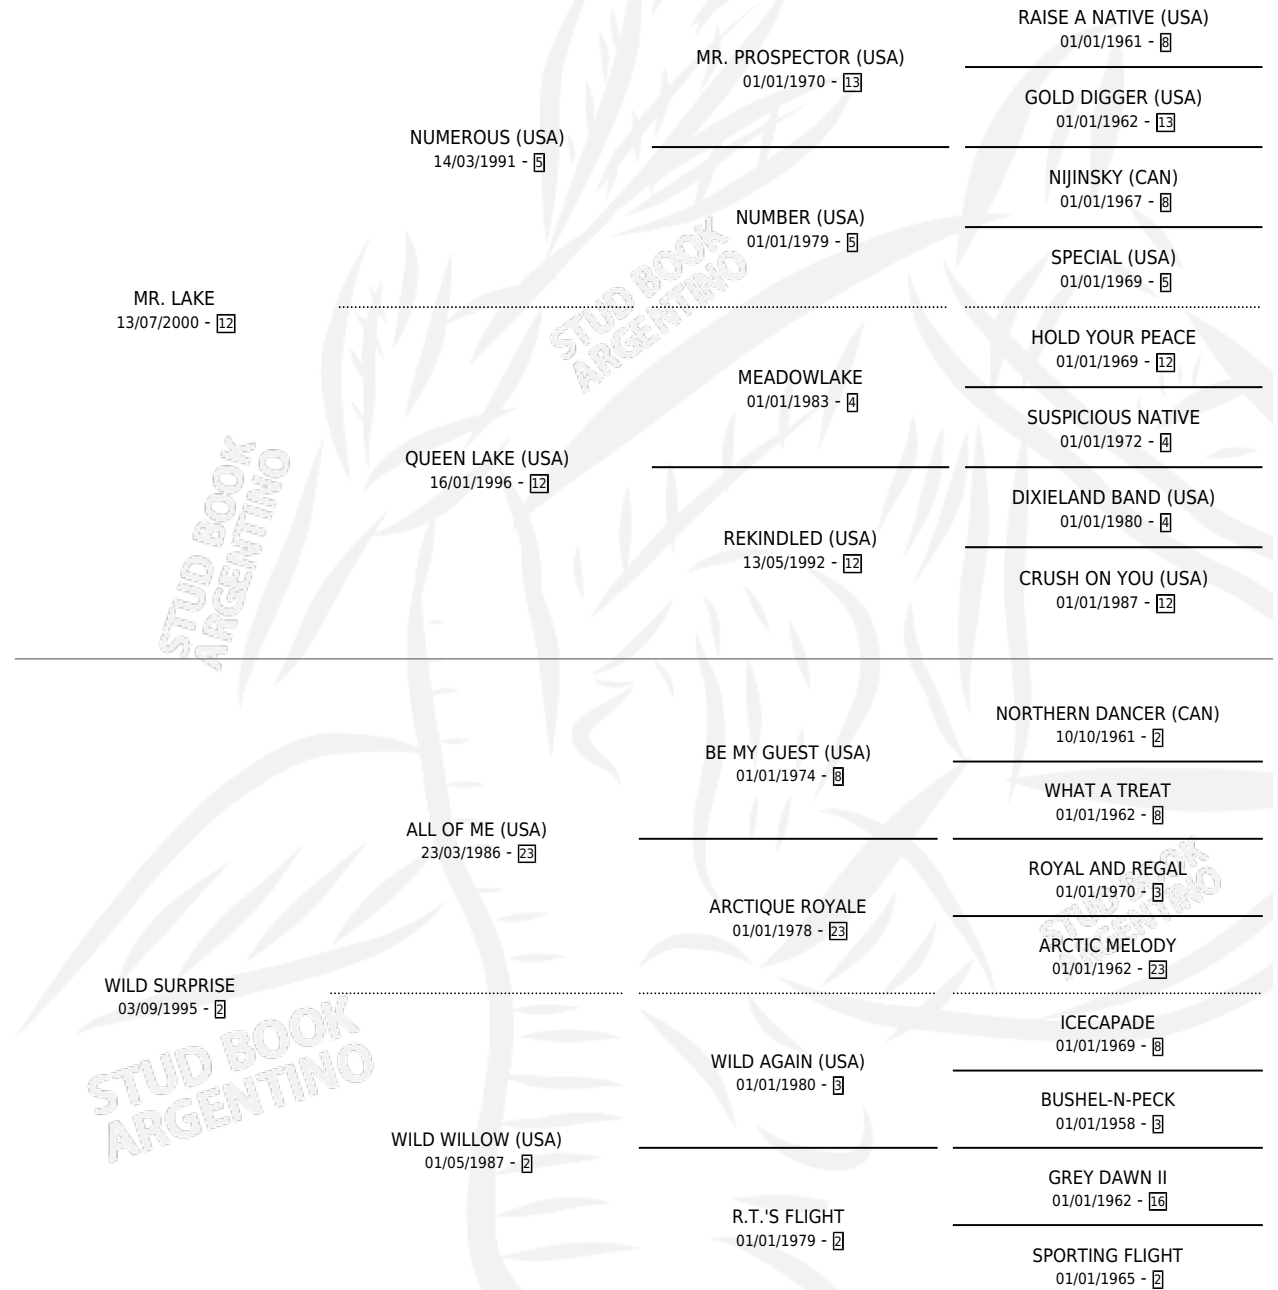 RAISE A NATIVE (USA)
01/01/1961 - 8
MR. PROSPECTOR (USA)
01/01/1970 - 13
GOLD DIGGER (USA)
01/01/1962 - 13
NUMEROUS (USA)
14/03/1991 - 5
NIJINSKY (CAN)
01/01/1967 - 8
NUMBER (USA)
01/01/1979 - 5
SPECIAL (USA)
01/01/1969 - 5
MR. LAKE
13/07/2000 - 12
STUD BOOK
ARGENTINO
HOLD YOUR PEACE
01/01/1969 - 12
MEADOWLAKE
01/01/1983 - 4
SUSPICIOUS NATIVE
01/01/1972 - 4
QUEEN LAKE (USA)
16/01/1996 - 12
DIXIELAND BAND (USA)
01/01/1980 - 4
REKINDLED (USA)
13/05/1992 - 12
CRUSH ON YOU (USA)
01/01/1987 - 12
STUD BOOK
ARGENTINO
NORTHERN DANCER (CAN)
10/10/1961 - 2
BE MY GUEST (USA)
01/01/1974 - 8
WHAT A TREAT
01/01/1962 - 8
ALL OF ME (USA)
23/03/1986 - 23
ROYAL AND REGAL
01/01/1970 - 3
ARCTIQUE ROYALE
01/01/1978 - 23
ARCTIC MELODY
01/01/1962 - 23
STUD BOOK
ARGENTINO
WILD SURPRISE
03/09/1995 - 2
STUD BOOK
ARGENTINO
ICECAPADE
01/01/1969 - 8
WILD AGAIN (USA)
01/01/1980 - 3
BUSHEL-N-PECK
01/01/1958 - 3
WILD WILLOW (USA)
01/05/1987 - 2
GREY DAWN II
01/01/1962 - 16
R.T.'S FLIGHT
01/01/1979 - 2
SPORTING FLIGHT
01/01/1965 - 2